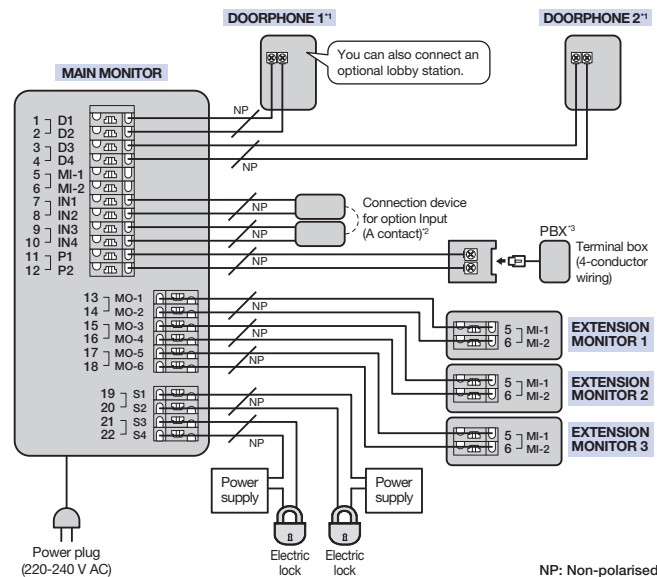 DOORPHONE 1*1
DOORPHONE 2*1
You can also connect an
optional lobby station.
MAIN MONITOR
NP
NP
1 D1
2 D2
3 D3
4 D4
5 MI-1
6 MI-2
7 IN1
8 IN2
9 IN3
10 IN4
11 P1
12 P2
NP
NP
Connection device
for option Input
(A contact)*2
PBX*3
Terminal box
(4-conductor
wiring)
13 MO-1
14 MO-2
15 MO-3
16 MO-4
17 MO-5
18 MO-6
NP
NP
NP
5 MI-1
6 MI-2
EXTENSION
MONITOR 1
5 MI-1
6 MI-2
EXTENSION
MONITOR 2
5 MI-1
6 MI-2
EXTENSION
MONITOR 3
19 S1
20 S2
21 S3
22 S4
NP
NP
Power
supply
Power
supply
Power plug
(220-240 V AC)
Electric
lock
Electric
lock
NP: Non-polarised